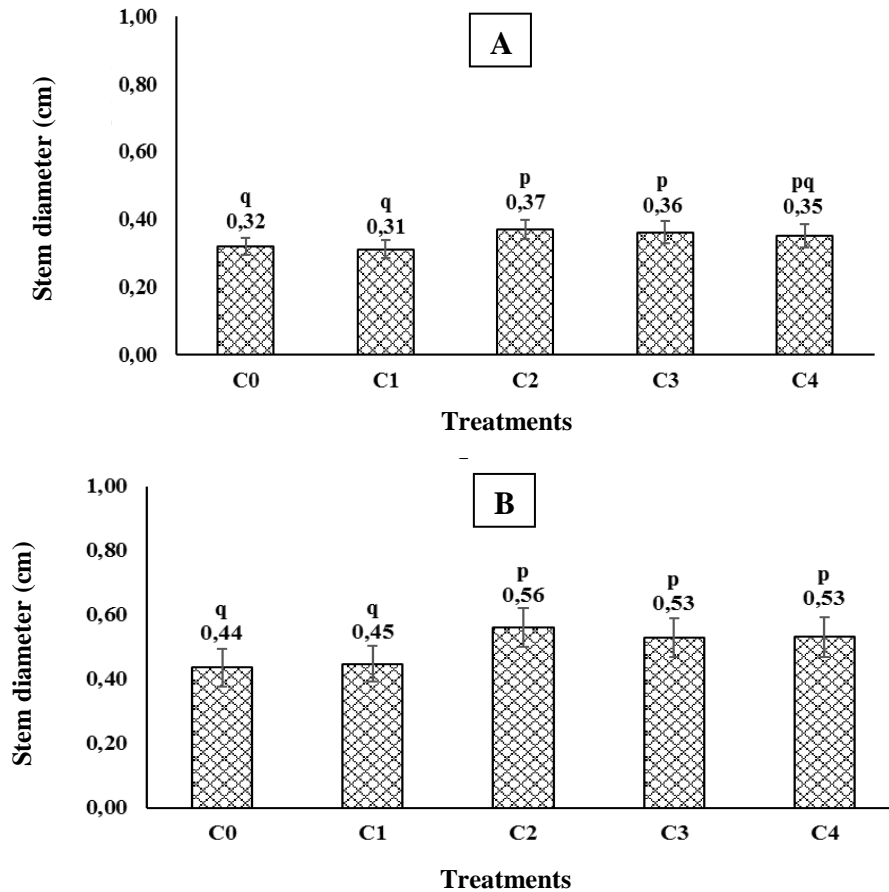 A
Stem diameter (cm)
1,00
0,80
0,60
0,40
0,20
0,00
q
0,32
q
0,31
p
0,37
p
0,36
pq
0,35
C0 C1 C2 C3 C4
Treatments
B
Stem diameter (cm)
1,00
0,80
0,60
0,40
0,20
0,00
q
0,44
q
0,45
p
0,56
p
0,53
p
0,53
C0 C1 C2 C3 C4
Treatments